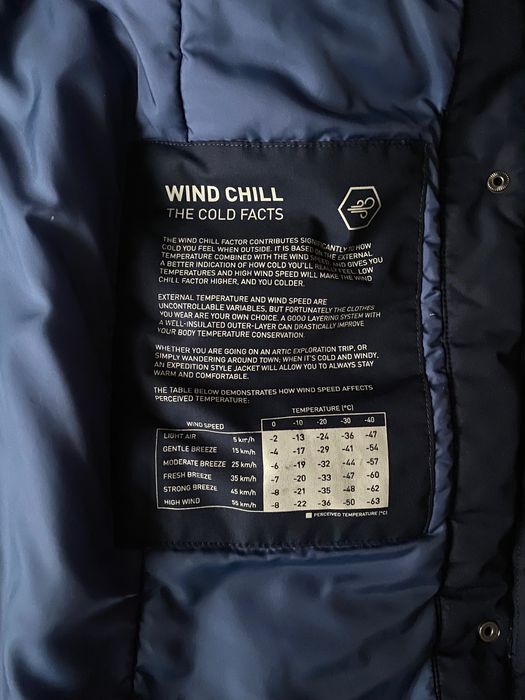 WIND CHILL
THE COLD FACTS
THE WIND CHILL FACTOR CONTRIBUTES SIGNIFICANTLY TO HOW
COLD YOU FEEL WHEN OUTSIDE. IT IS BASED ON THE EXTERNAL
TEMPERATURE COMBINED WITH THE WIND SPEED, AND GIVES YOU
A BETTER INDICATION OF HOW COLD YOU'LL REALLY FEEL. LOW
TEMPERATURES AND HIGH WIND SPEED WILL MAKE THE WIND
CHILL FACTOR HIGHER, AND YOU COLDER.
EXTERNAL TEMPERATURE AND WIND SPEED ARE
UNCONTROLLABLE VARIABLES, BUT FORTUNATELY THE CLOTHES
YOU WEAR ARE YOUR OWN CHOICE. A GOOD LAYERING SYSTEM WITH
A WELL-INSULATED OUTER-LAYER CAN DRASTICALLY IMPROVE
YOUR BODY TEMPERATURE CONSERVATION.
WHETHER YOU ARE GOING ON AN ARTIC EXPLORATION TRIP, OR
SIMPLY WANDERING AROUND TOWN; WHEN IT'S COLD AND WINDY,
AN EXPEDITION STYLE JACKET WILL ALLOW YOU TO ALWAYS STAY
WARM AND COMFORTABLE.
THE TABLE BELOW DEMONSTRATES HOW WIND SPEED AFFECTS
PERCEIVED TEMPERATURE:
TEMPERATURE (°C)
WIND SPEED 0 -10 -20 -30 -40
LIGHT AIR 5 km/h -2 -13 -24 -36 -47
GENTLE BREEZE 15 km/h -4 -17 -29 -41 -54
MODERATE BREEZE 25 km/h -6 -19 -32 -44 -57
FRESH BREEZE 35 km/h -7 -20 -33 -47 -60
STRONG BREEZE 45 km/h -8 -21 -35 -48 -62
HIGH WIND 55 km/h -8 -22 -36 -50 -63
PERCEIVED TEMPERATURE (°C)